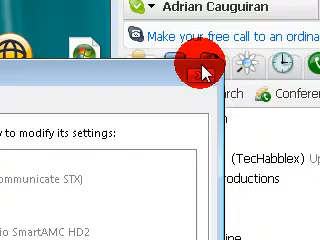 Adrian Cauguiran
Make your free call to an ordina
rch
Conferen
y to modify its settings:
(TecHabblex) Up
roductions
ommunicate STX)
io SmartAMC HD2